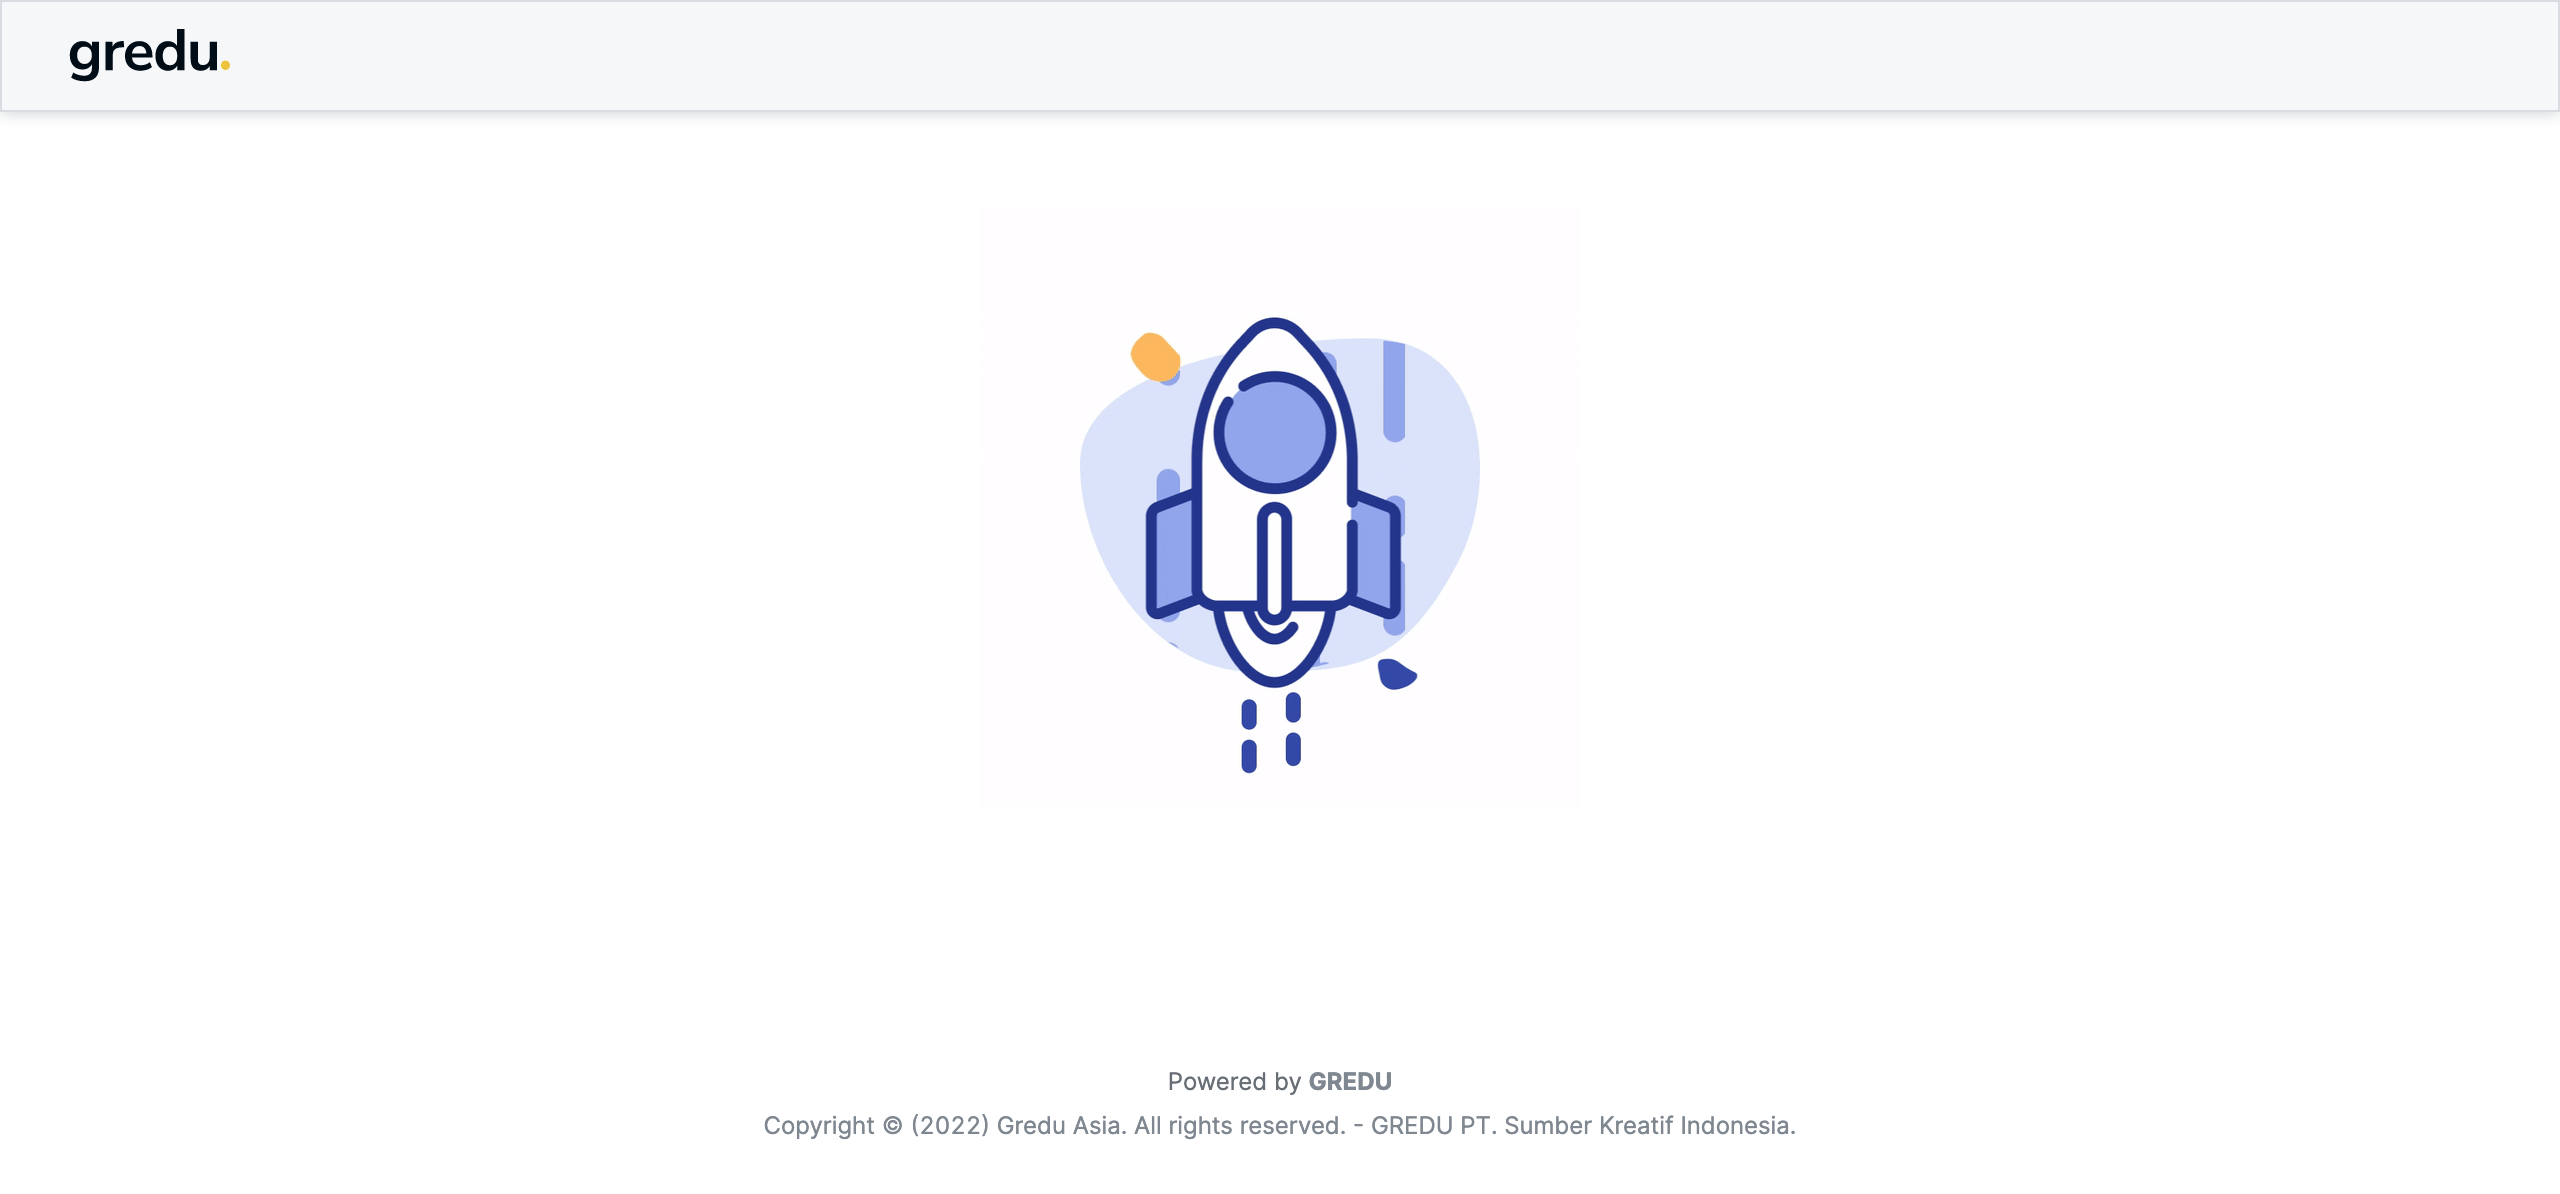 gredu.
Powered by GREDU
Copyright © (2022) Gredu Asia. All rights reserved. - GREDU PT. Sumber Kreatif Indonesia.